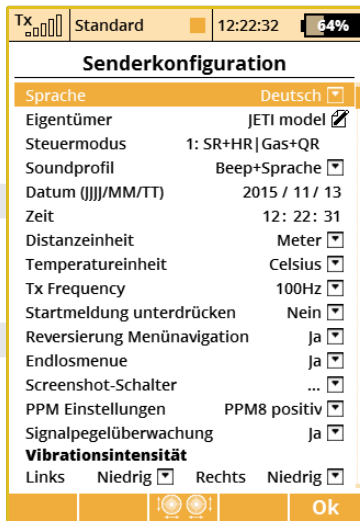 Tx Standard 12:22:32 64%
Senderkonfiguration
Sprache Deutsch
Eigentümer JETI model
Steuermodus 1: SR+HR|Gas+QR
Soundprofil Beep+Sprache
Datum (JJJJ/MM/TT) 2015 / 11 / 13
Zeit 12: 22: 31
Distanzeinheit Meter
Temperatureinheit Celsius
Tx Frequency 100Hz
Startmeldung unterdrücken Nein
Reversierung Menünavigation Ja
Endlosmenue Ja
Screenshot-Schalter ...
PPM Einstellungen PPM8 positiv
Signalpegelüberwachung Ja
Vibrationsintensität
Links Niedrig Rechts Niedrig
Ok